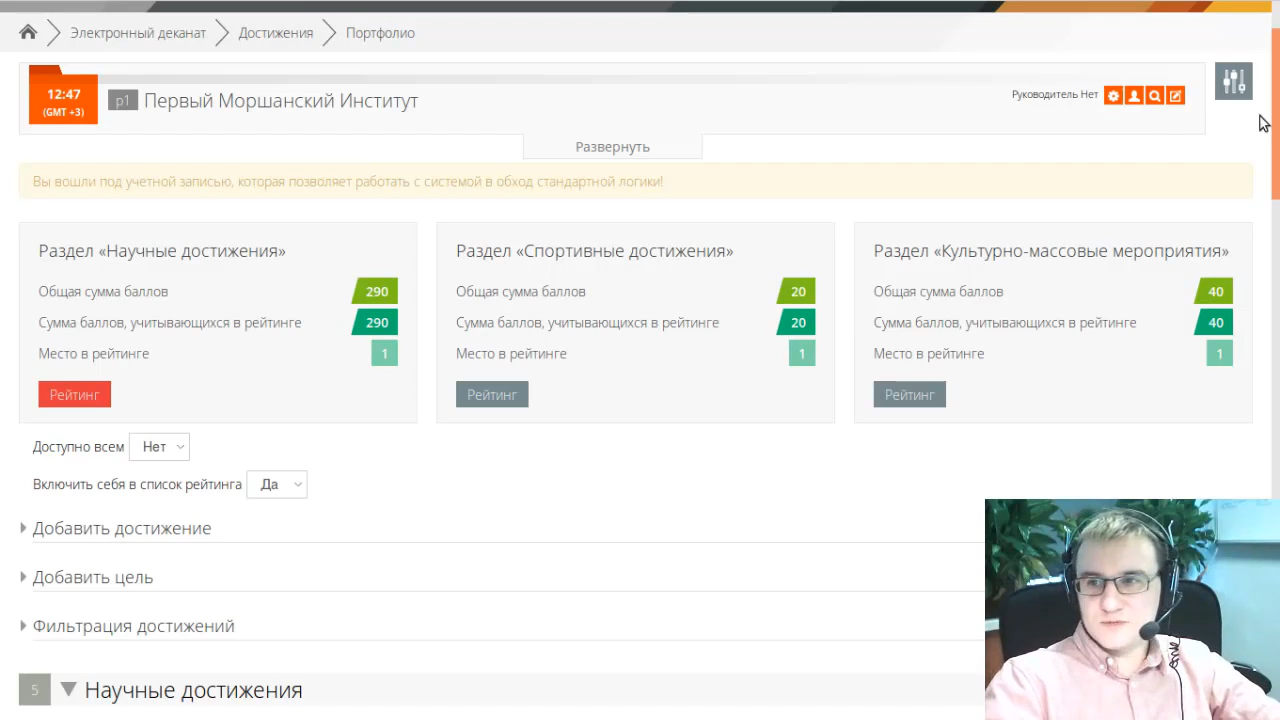 Электронный деканат
Достижения
Портфолио
12:47
(GMT +3)
p1
Первый Моршанский Институт
Руководитель Нет
Развернуть
Вы вошли под учетной записью, которая позволяет работать с системой в обход стандартной логики!
Раздел «Научные достижения»
Общая сумма баллов 290
Сумма баллов, учитывающихся в рейтинге 290
Место в рейтинге 1
Рейтинг
Раздел «Спортивные достижения»
Общая сумма баллов 20
Сумма баллов, учитывающихся в рейтинге 20
Место в рейтинге 1
Рейтинг
Раздел «Культурно-массовые мероприятия»
Общая сумма баллов 40
Сумма баллов, учитывающихся в рейтинге 40
Место в рейтинге 1
Рейтинг
Доступно всем Нет
Включить себя в список рейтинга Да
Добавить достижение
Добавить цель
Фильтрация достижений
5 Научные достижения